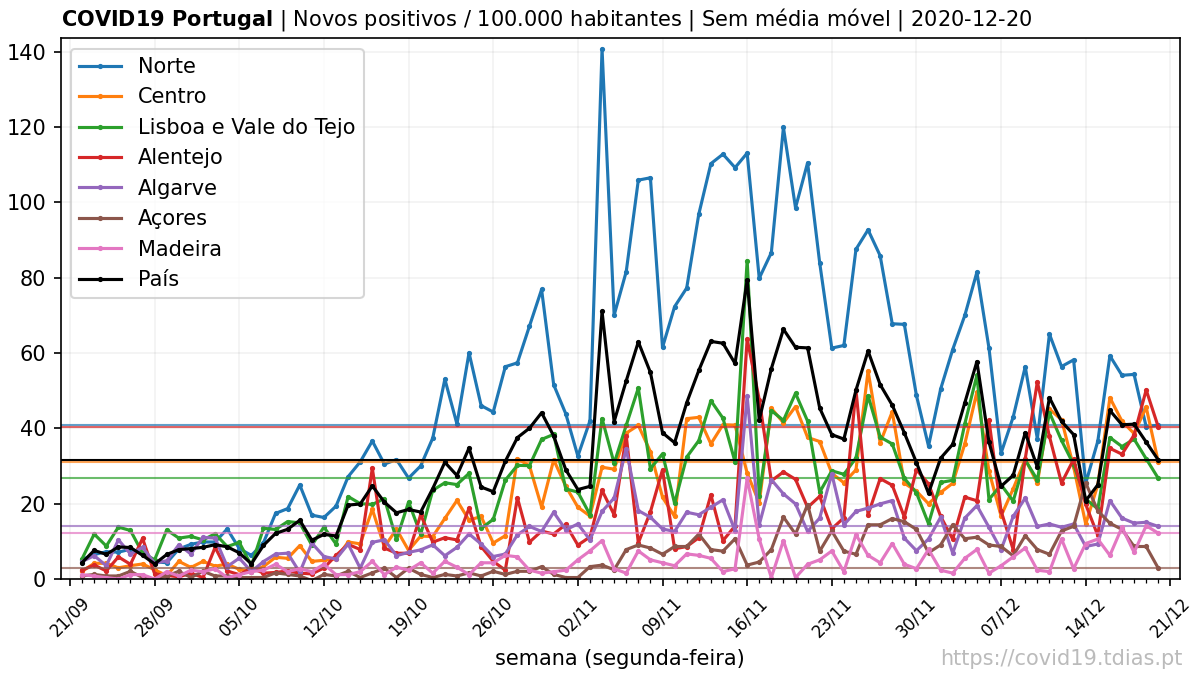 COVID19 Portugal | Novos positivos / 100.000 habitantes | Sem média móvel | 2020-12-20
140
120
100
80
60
40
20
0
Norte
Centro
Lisboa e Vale do Tejo
Alentejo
Algarve
Açores
Madeira
País
21/09
28/09
05/10
12/10
19/10
26/10
02/11
09/11
16/11
23/11
30/11
07/12
14/12
21/12
semana (segunda-feira)
https://covid19.tdias.pt